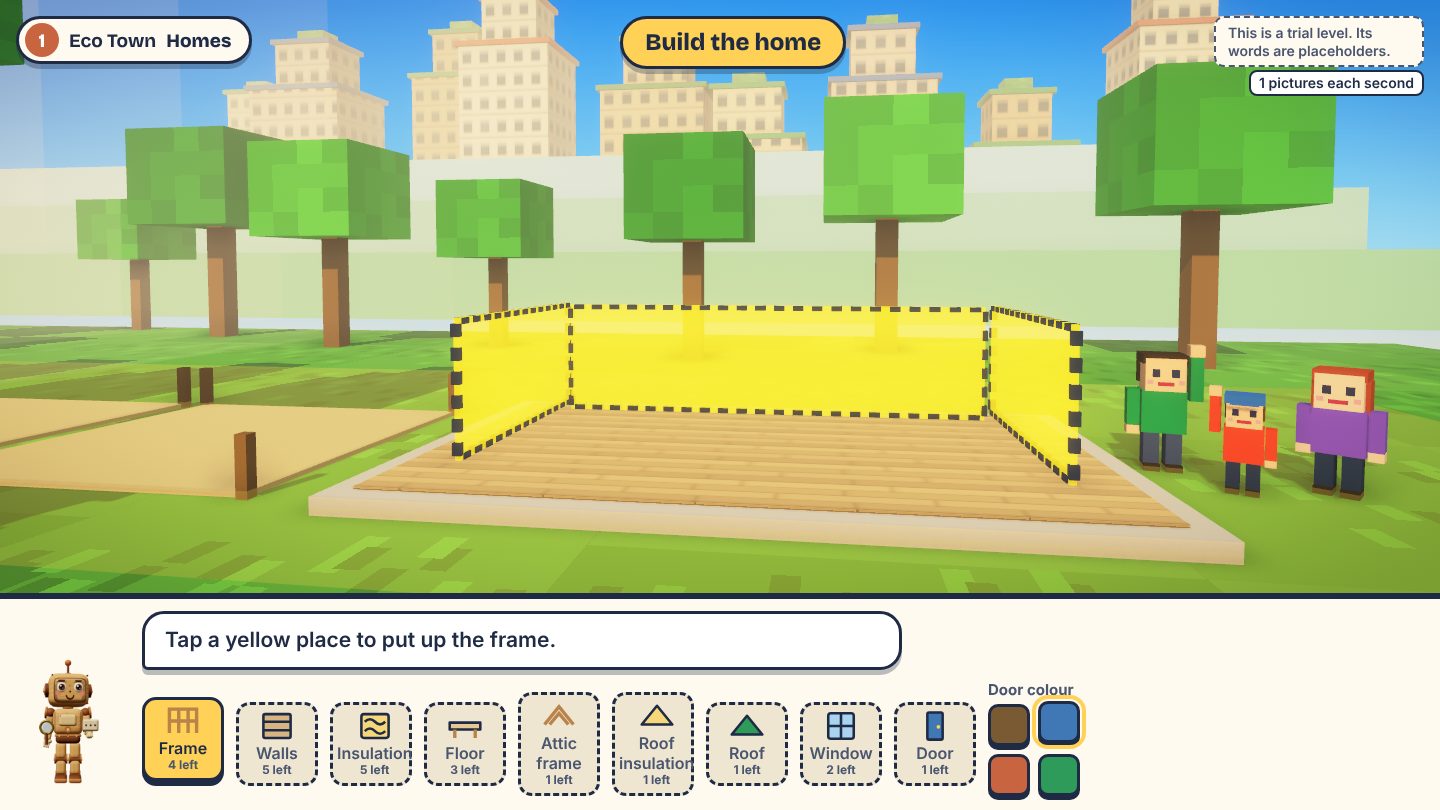 1 Eco Town Homes
Build the home
This is a trial level. Its
words are placeholders.
1 pictures each second
Tap a yellow place to put up the frame.
Frame
4 left
Walls
5 left
Insulation
5 left
Floor
3 left
Attic
frame
1 left
Roof
insulation
1 left
Roof
1 left
Window
2 left
Door
1 left
Door colour